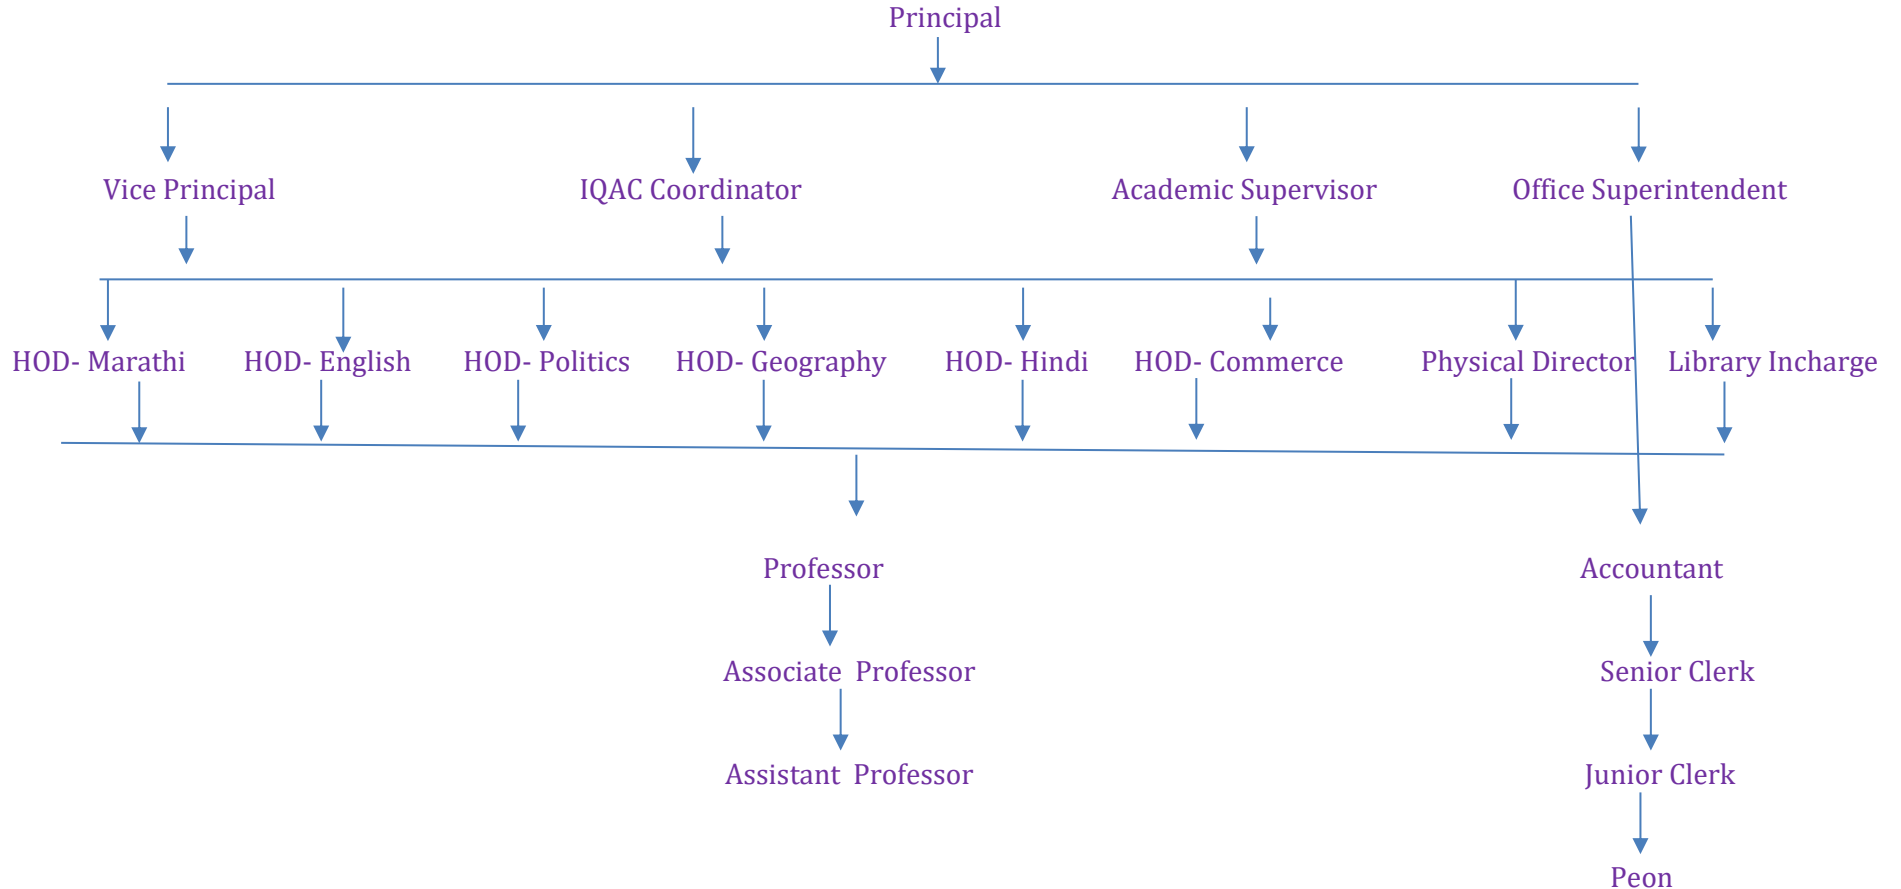 Principal
Vice Principal IQAC Coordinator Academic Supervisor Office Superintendent
HOD- Marathi HOD- English HOD- Politics HOD- Geography HOD- Hindi HOD- Commerce Physical Director Library Incharge
Professor Accountant
Associate Professor Senior Clerk
Assistant Professor Junior Clerk
Peon